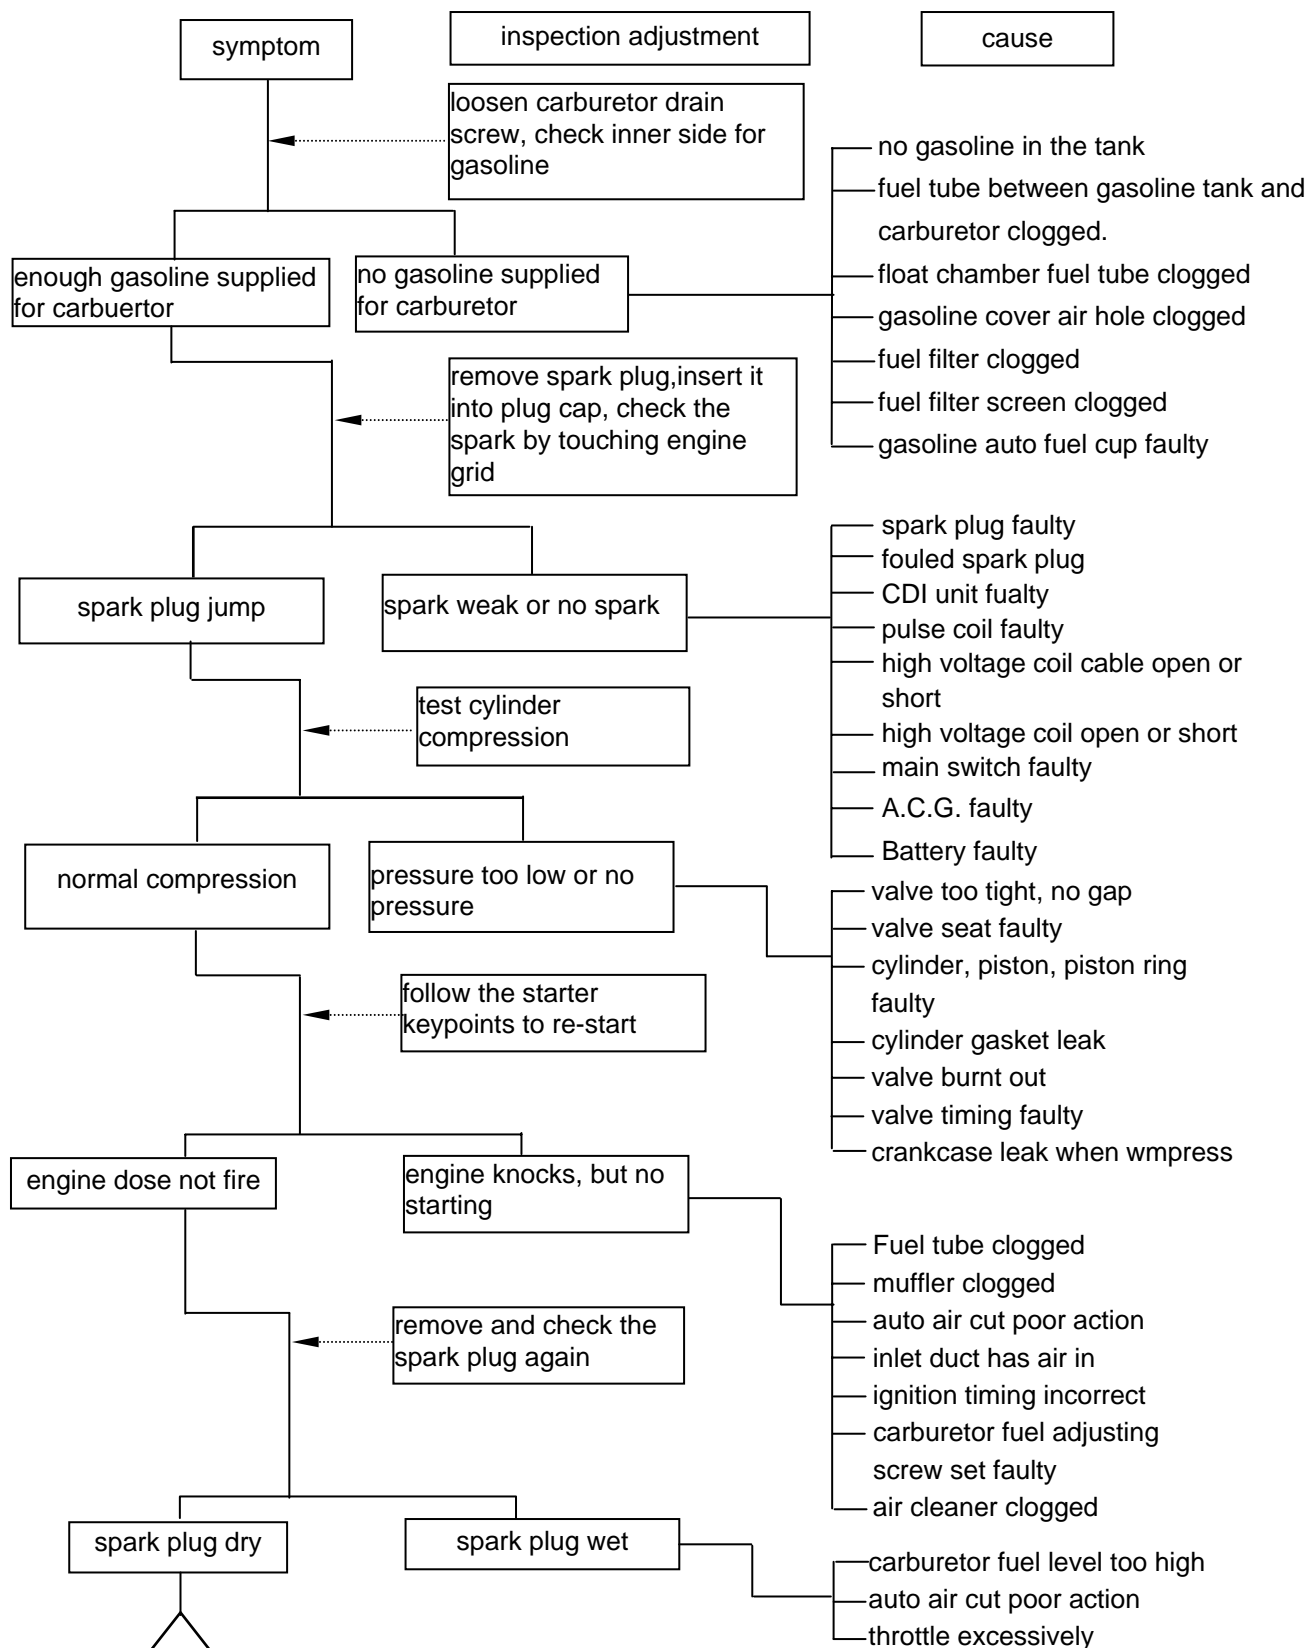 symptom
inspection adjustment
cause
loosen carburetor drain
screw, check inner side for
gasoline
enough gasoline supplied
for carbuertor
no gasoline supplied
for carburetor
no gasoline in the tank
fuel tube between gasoline tank and
carburetor clogged.
float chamber fuel tube clogged
gasoline cover air hole clogged
fuel filter clogged
fuel filter screen clogged
gasoline auto fuel cup faulty
remove spark plug,insert it
into plug cap, check the
spark by touching engine
grid
spark plug jump
spark weak or no spark
spark plug faulty
fouled spark plug
CDI unit fualty
pulse coil faulty
high voltage coil cable open or
short
high voltage coil open or short
main switch faulty
A.C.G. faulty
Battery faulty
test cylinder
compression
normal compression
pressure too low or no
pressure
valve too tight, no gap
valve seat faulty
cylinder, piston, piston ring
faulty
cylinder gasket leak
valve burnt out
valve timing faulty
crankcase leak when wmpress
follow the starter
keypoints to re-start
engine dose not fire
engine knocks, but no
starting
Fuel tube clogged
muffler clogged
auto air cut poor action
inlet duct has air in
ignition timing incorrect
carburetor fuel adjusting
screw set faulty
air cleaner clogged
remove and check the
spark plug again
spark plug dry
spark plug wet
carburetor fuel level too high
auto air cut poor action
throttle excessively